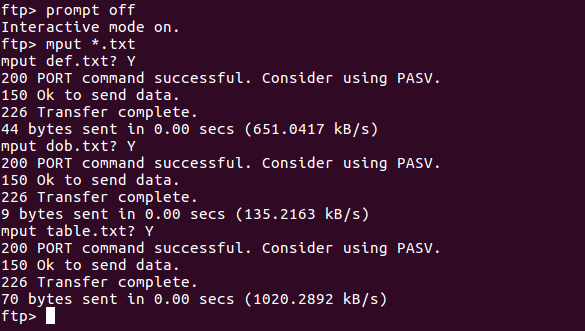 ftp> prompt off
Interactive mode on.
ftp> mput *.txt
mput def.txt? Y
200 PORT command successful. Consider using PASV.
150 Ok to send data.
226 Transfer complete.
44 bytes sent in 0.00 secs (651.0417 kB/s)
mput dob.txt? Y
200 PORT command successful. Consider using PASV.
150 Ok to send data.
226 Transfer complete.
9 bytes sent in 0.00 secs (135.2163 kB/s)
mput table.txt? Y
200 PORT command successful. Consider using PASV.
150 Ok to send data.
226 Transfer complete.
70 bytes sent in 0.00 secs (1020.2892 kB/s)
ftp>